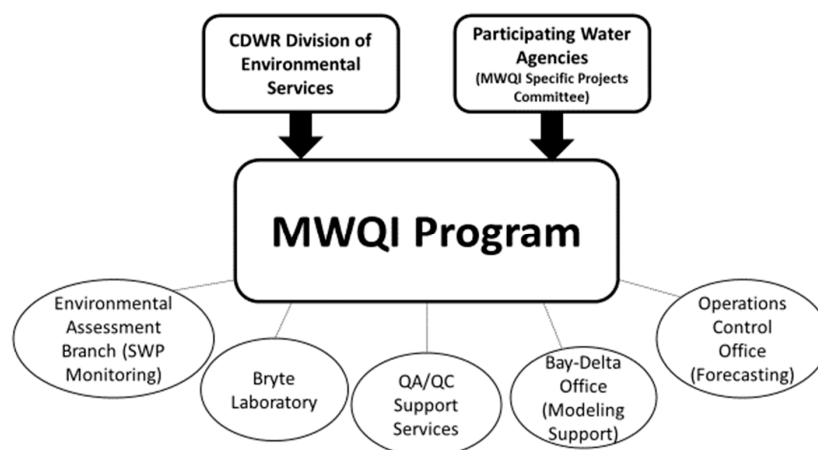 CDWR Division of
Environmental
Services
Participating Water
Agencies
(MWQI Specific Projects
Committee)
MWQI Program
Environmental
Assessment
Branch (SWP
Monitoring)
Bryte
Laboratory
QA/QC
Support
Services
Bay-Delta
Office
(Modeling
Support)
Operations
Control
Office
(Forecasting)